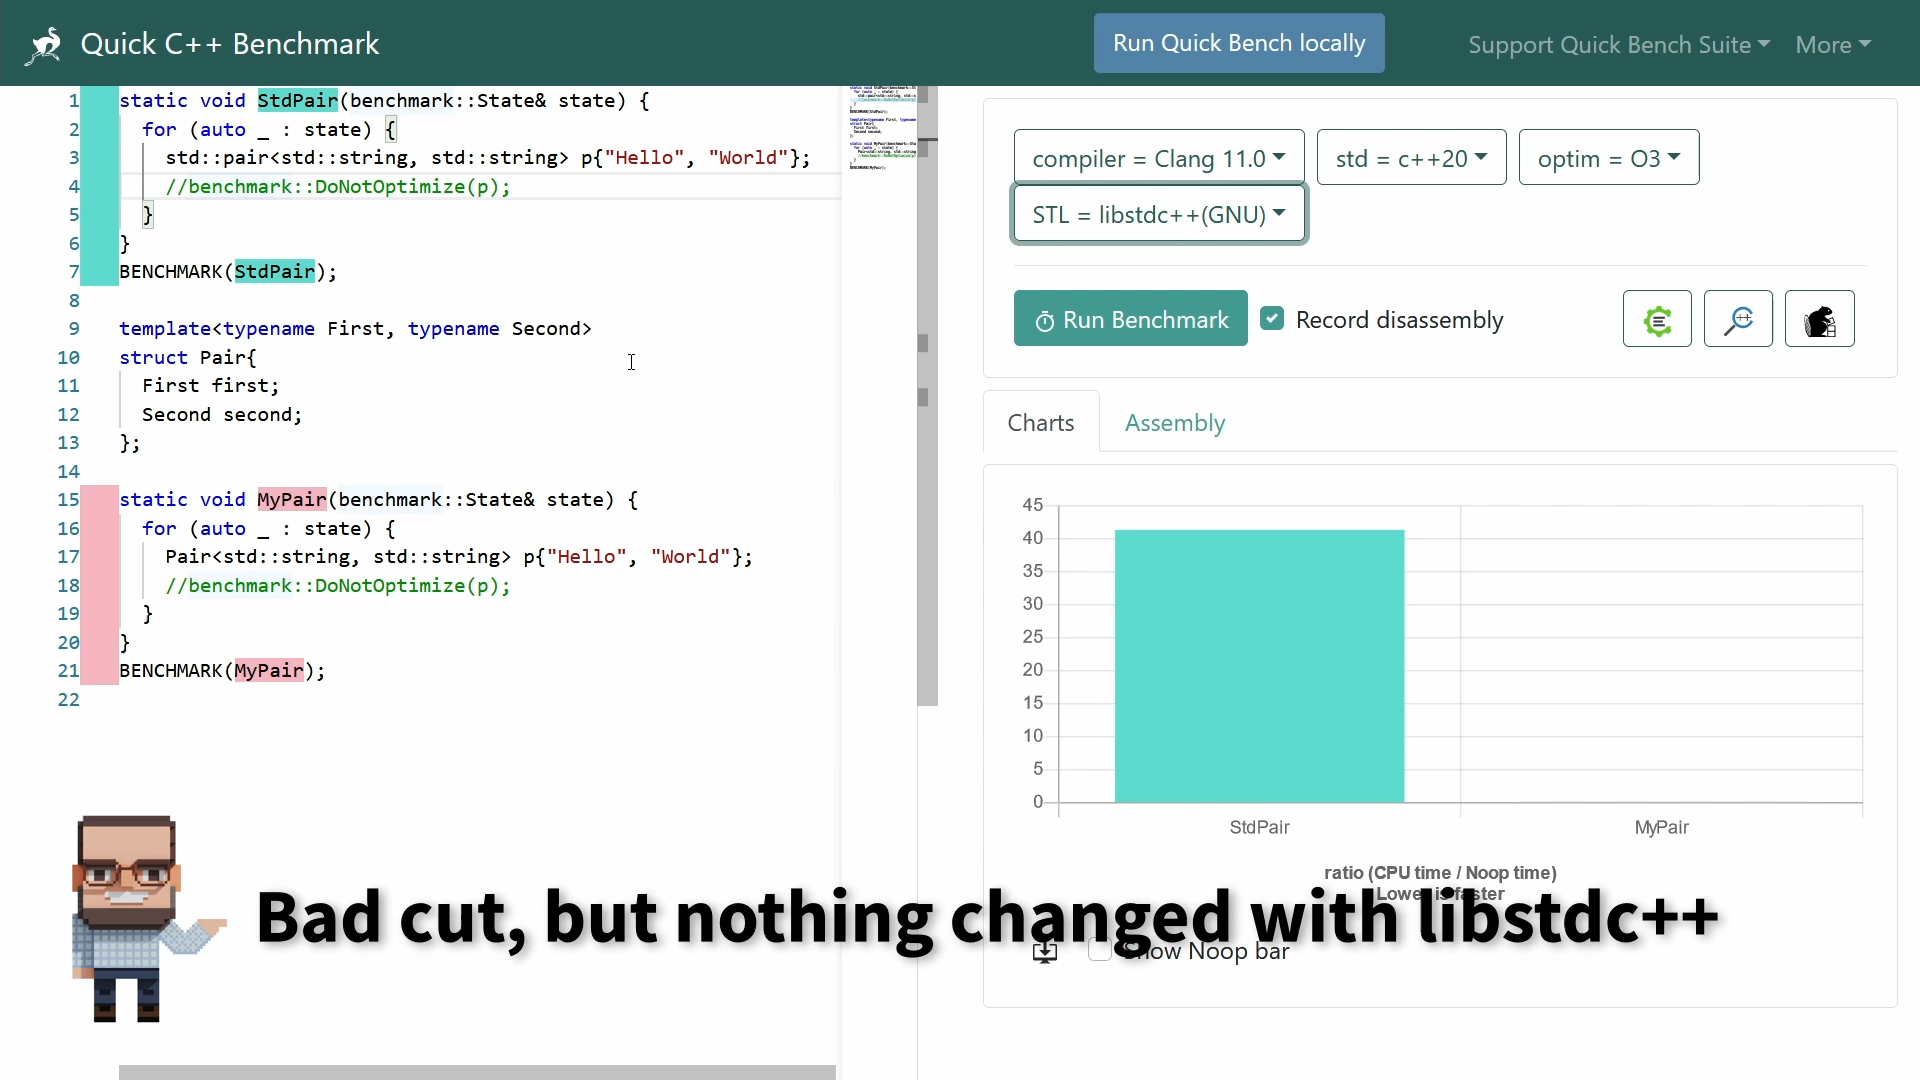 Quick C++ Benchmark
Run Quick Bench locally
Support Quick Bench Suite
More
1 static void StdPair(benchmark::State& state) {
2 for (auto _ : state) {
3 std::pair<std::string, std::string> p{"Hello", "World"};
4 //benchmark::DoNotOptimize(p);
5 }
6 }
7 BENCHMARK(StdPair);
8
9 template<typename First, typename Second>
10 struct Pair{
11 First first;
12 Second second;
13 };
14
15 static void MyPair(benchmark::State& state) {
16 for (auto _ : state) {
17 Pair<std::string, std::string> p{"Hello", "World"};
18 //benchmark::DoNotOptimize(p);
19 }
20 }
21 BENCHMARK(MyPair);
22
compiler = Clang 11.0
std = c++20
optim = O3
STL = libstdc++(GNU)
Run Benchmark
Record disassembly
Charts
Assembly
45
40
35
30
25
20
15
10
5
0
StdPair
MyPair
ratio (CPU time / Noop time)
Lower is faster
Bad cut, but nothing changed with libstdc++
Show Noop bar